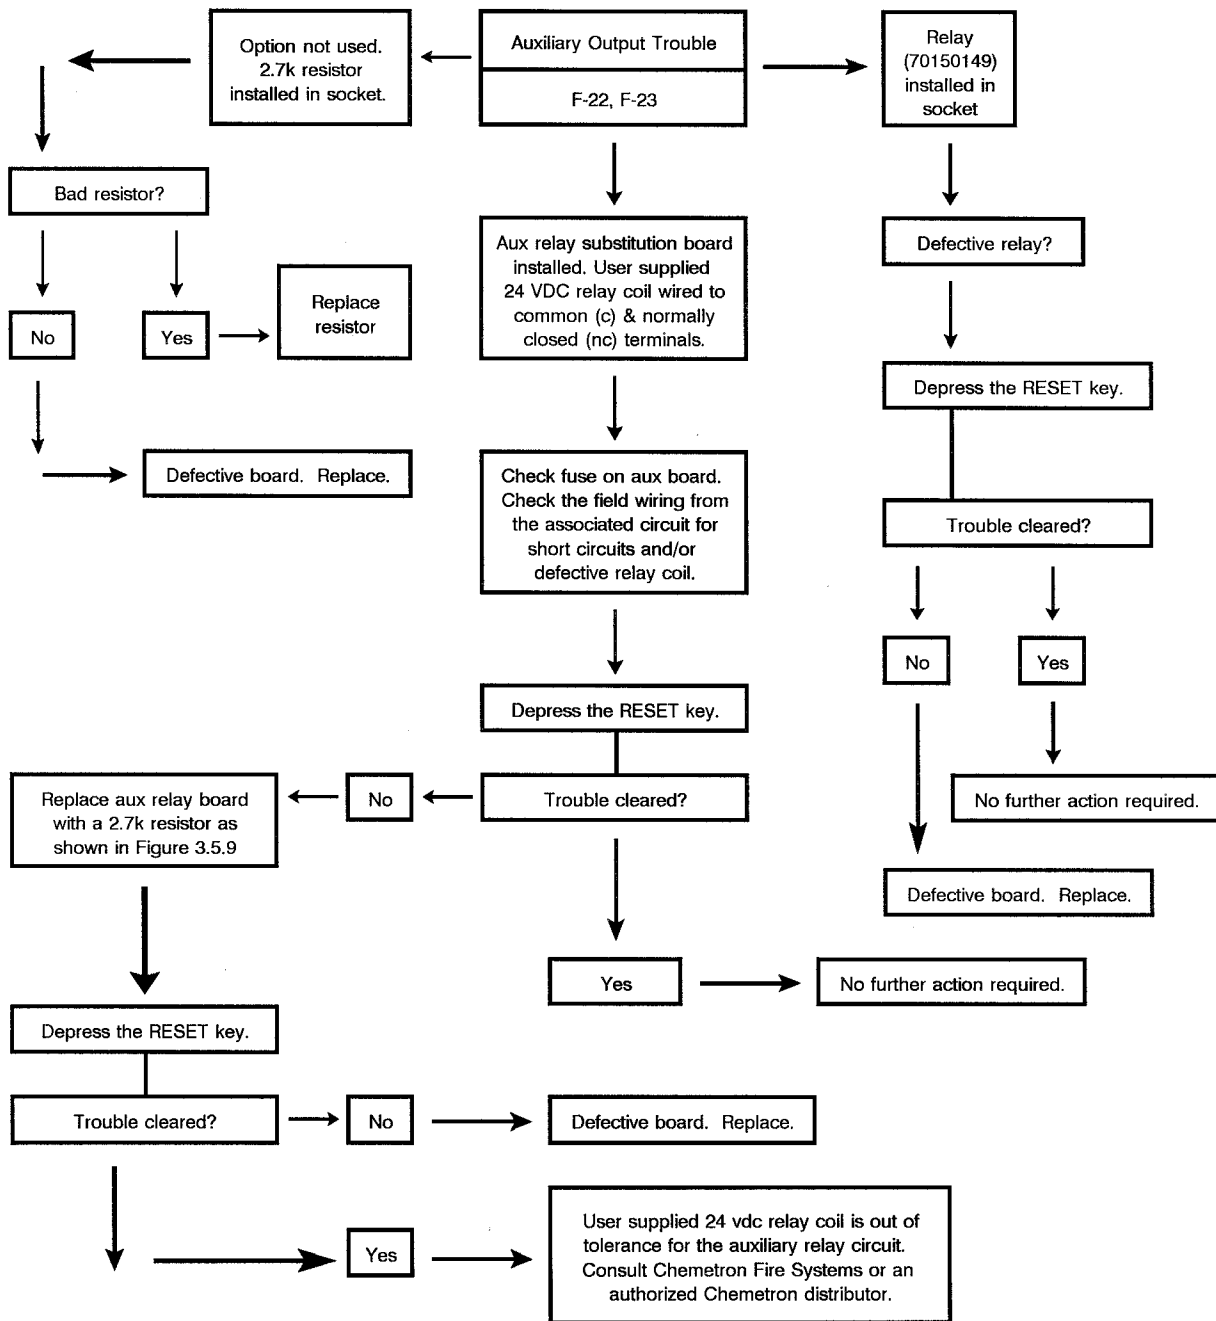 Auxiliary Output Trouble
F-22, F-23
Option not used.
2.7k resistor
installed in socket.
Bad resistor?
No
Yes
Replace
resistor
Defective board. Replace.
Aux relay substitution board
installed. User supplied
24 VDC relay coil wired to
common (c) & normally
closed (nc) terminals.
Check fuse on aux board.
Check the field wiring from
the associated circuit for
short circuits and/or
defective relay coil.
Depress the RESET key.
Trouble cleared?
No
Replace aux relay board
with a 2.7k resistor as
shown in Figure 3.5.9
Yes
No further action required.
Depress the RESET key.
Trouble cleared?
No
Defective board. Replace.
Yes
User supplied 24 vdc relay coil is out of
tolerance for the auxiliary relay circuit.
Consult Chemetron Fire Systems or an
authorized Chemetron distributor.
Relay
(70150149)
installed in
socket
Defective relay?
Depress the RESET key.
Trouble cleared?
No
Yes
No further action required.
Defective board. Replace.